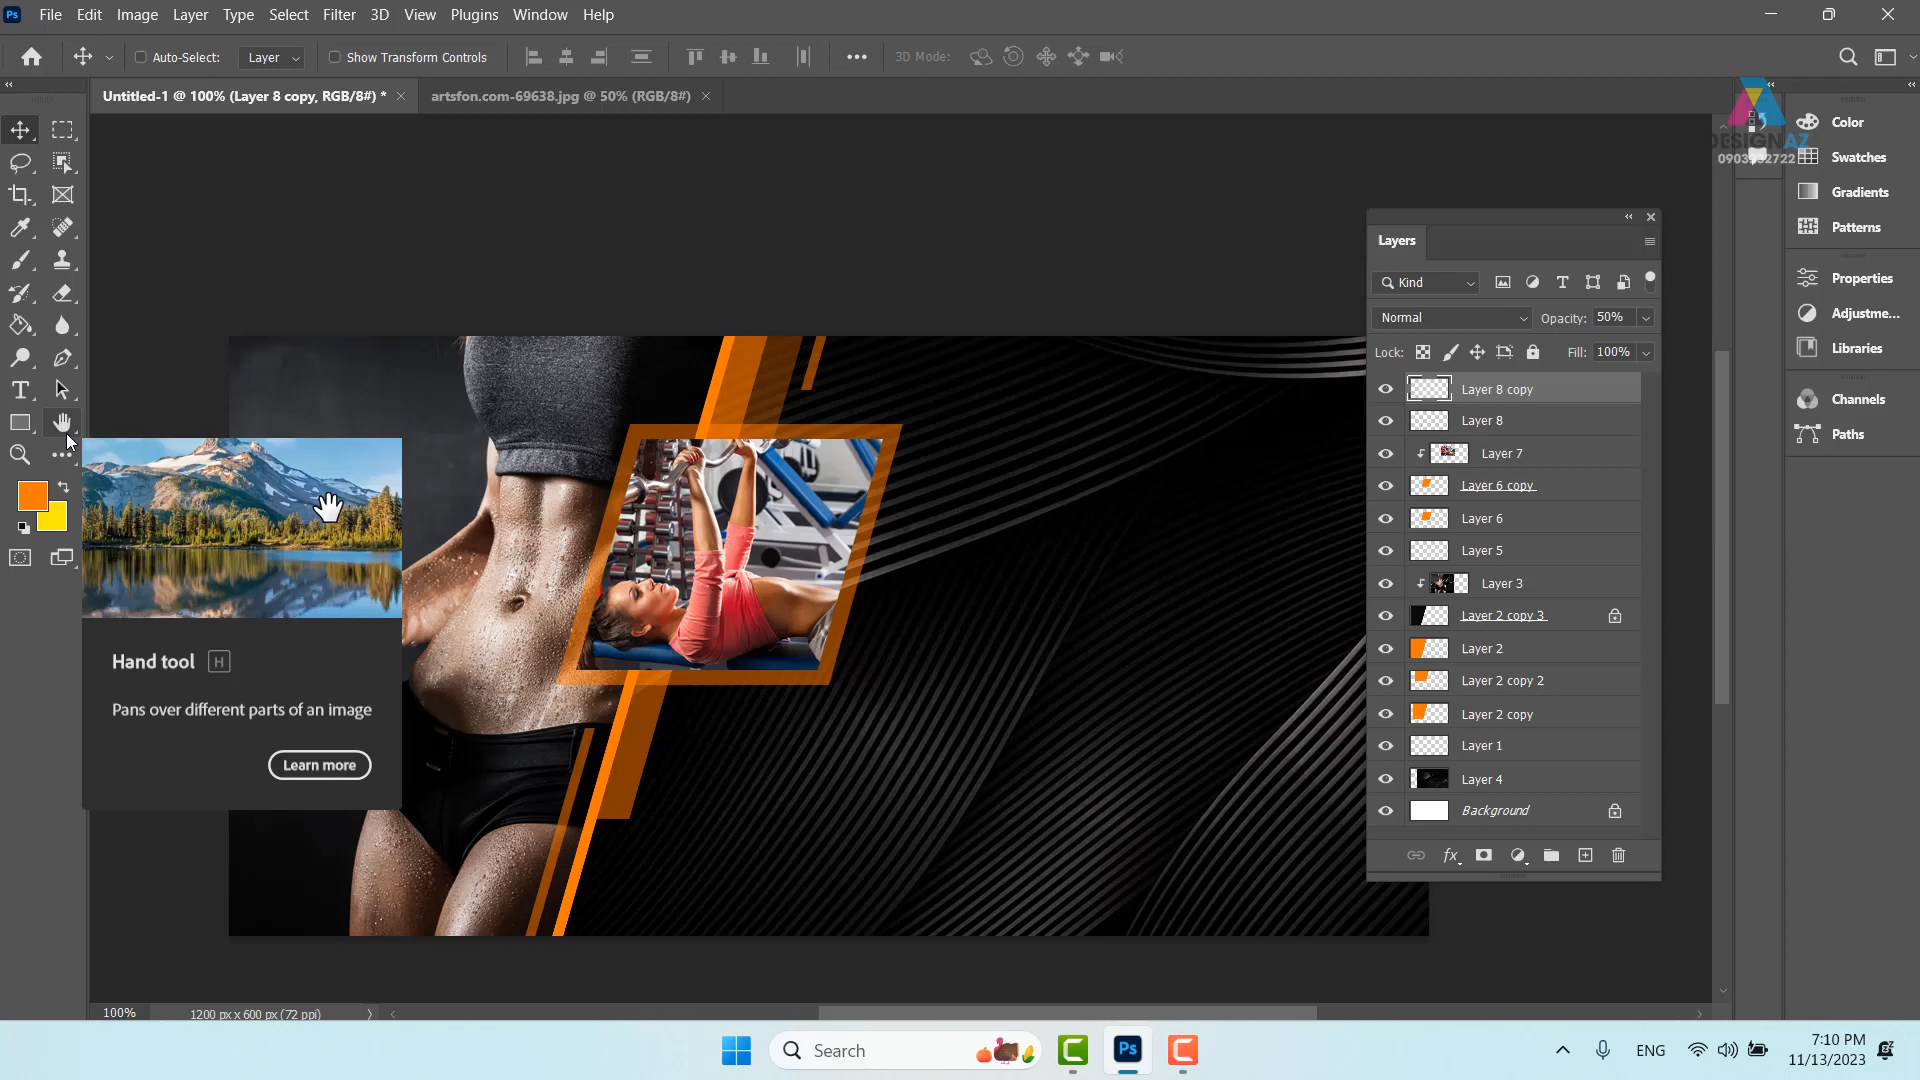 Ps File Edit Image Layer Type Select Filter 3D View Plugins Window Help
Auto-Select: Layer Show Transform Controls 3D Mode:
Untitled-1 @ 100% (Layer 8 copy, RGB/8#) * artsfon.com-69638.jpg @ 50% (RGB/8#)
Color
Swatches
Gradients
Patterns
Properties
Adjustme...
Libraries
Channels
Paths
DESIGNAZ
Layers
Kind
Normal Opacity: 50%
Lock: Fill: 100%
Layer 8 copy
Layer 8
Layer 7
Layer 6 copy
Layer 6
Layer 5
Layer 3
Layer 2 copy 3
Layer 2
Layer 2 copy 2
Layer 2 copy
Layer 1
Layer 4
Background
fx
Hand tool H
Pans over different parts of an image
Learn more
100% 1200 px x 600 px (72 ppi)
Search
Ps
ENG
7:10 PM
11/13/2023